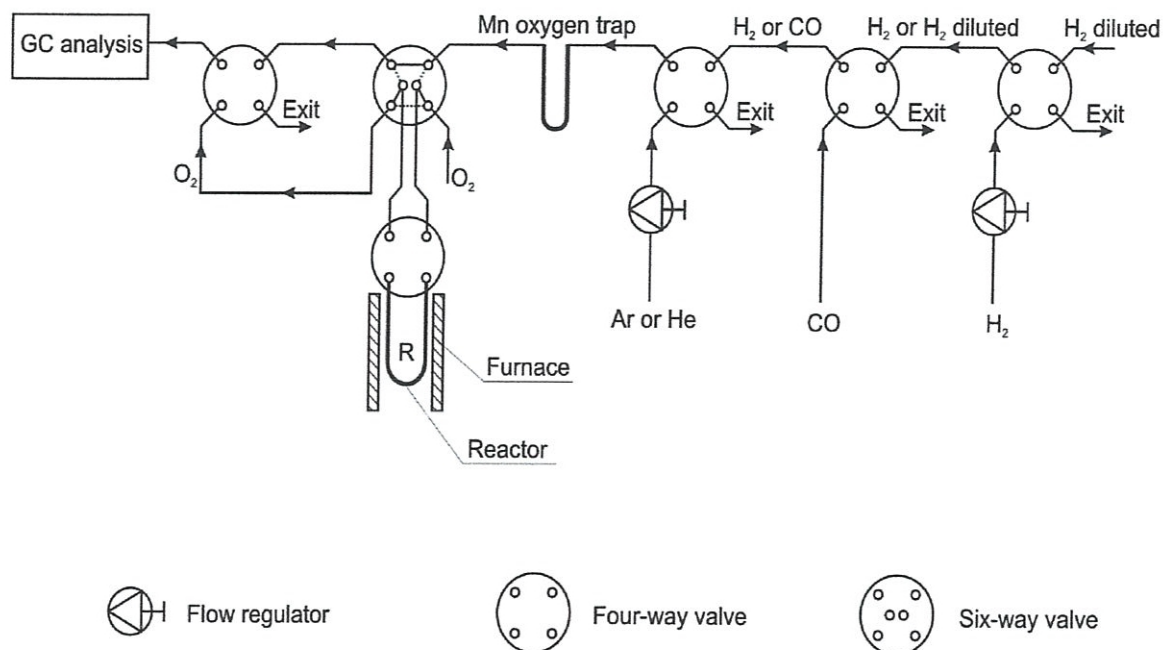 GC analysis
Mn oxygen trap
H₂ or CO
H₂ or H₂ diluted
H₂ diluted
Exit
Exit
Exit
Exit
O₂
O₂
Ar or He
CO
H₂
R
Furnace
Reactor
Flow regulator
Four-way valve
Six-way valve